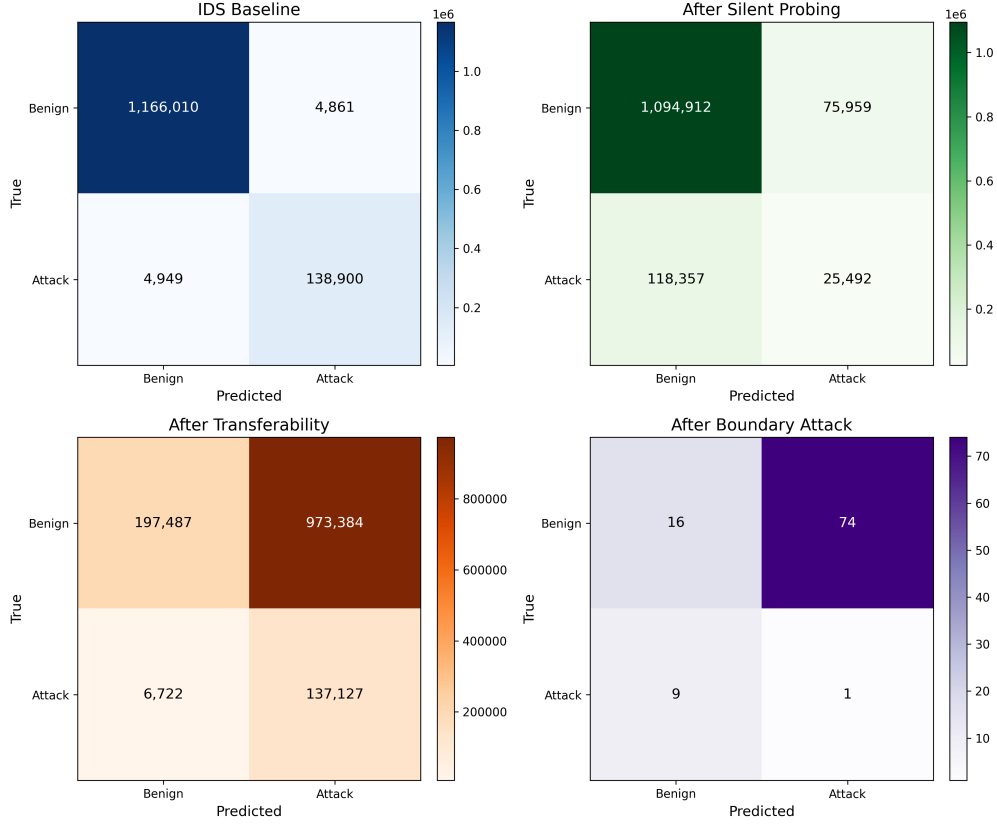 IDS Baseline
1e6
Benign
1,166,010
4,861
Attack
4,949
138,900
True
Benign
Attack
Predicted
1.0
0.8
0.6
0.4
0.2
After Silent Probing
1e6
Benign
1,094,912
75,959
Attack
118,357
25,492
True
Benign
Attack
Predicted
1.0
0.8
0.6
0.4
0.2
After Transferability
Benign
197,487
973,384
Attack
6,722
137,127
True
Benign
Attack
Predicted
800000
600000
400000
200000
After Boundary Attack
Benign
16
74
Attack
9
1
True
Benign
Attack
Predicted
70
60
50
40
30
20
10